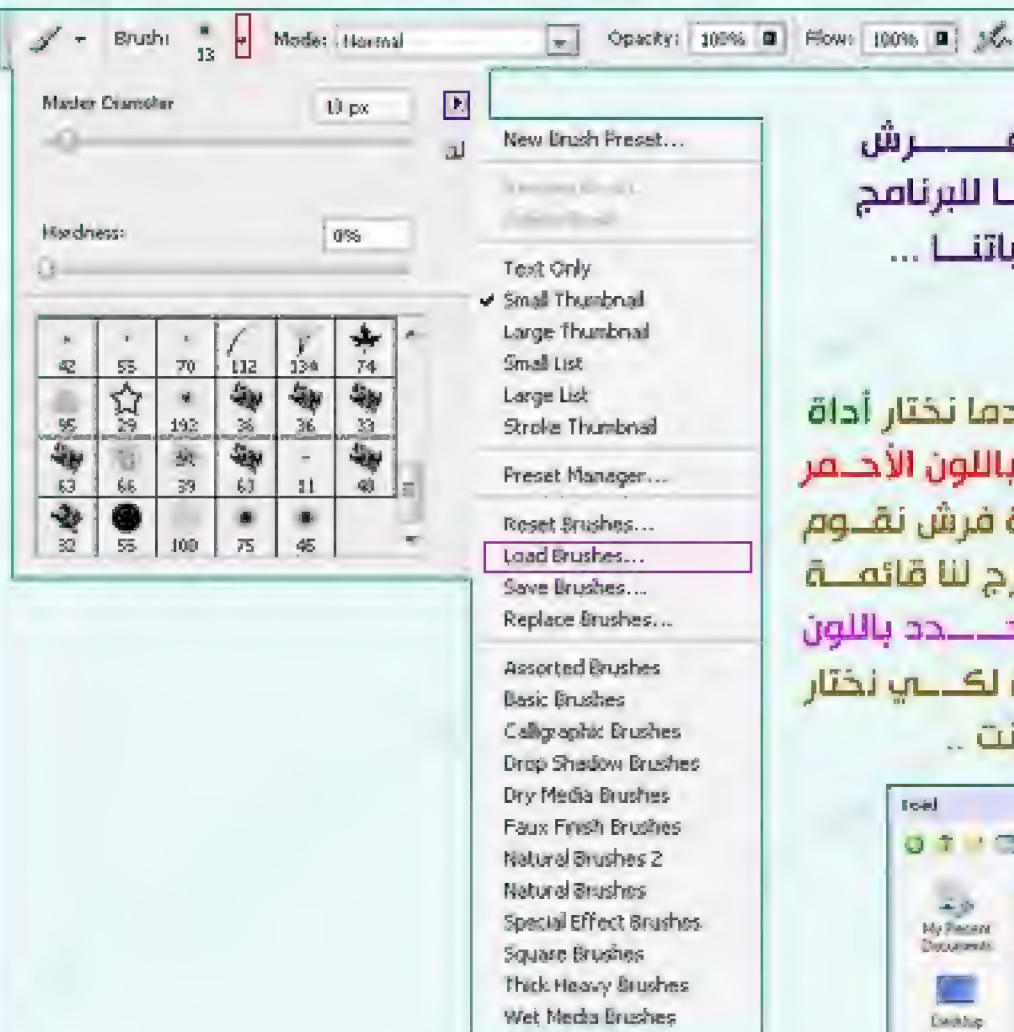 Brush: 13 Mode: Normal Opacity: 100% Flow: 100%
Master Diameter 13 px
Hardness: 0%
42 55 70 112 134 74
95 29 192 36 36 33
63 66 39 63 11 48
32 55 100 75 45
New Brush Preset...
Text Only
Small Thumbnail
Large Thumbnail
Small List
Large List
Stroke Thumbnail
Preset Manager...
Reset Brushes...
Load Brushes...
Save Brushes...
Replace Brushes...
Assorted Brushes
Basic Brushes
Calligraphic Brushes
Drop Shadow Brushes
Dry Media Brushes
Faux Finish Brushes
Natural Brushes 2
Natural Brushes
Special Effect Brushes
Square Brushes
Thick Heavy Brushes
Wet Media Brushes
للبرنامج
نختار أداة
باللون الأحمر
فرش نقوم
لنا قائمة
باللون
لكي نختار
My Recent
Documents
Desktop